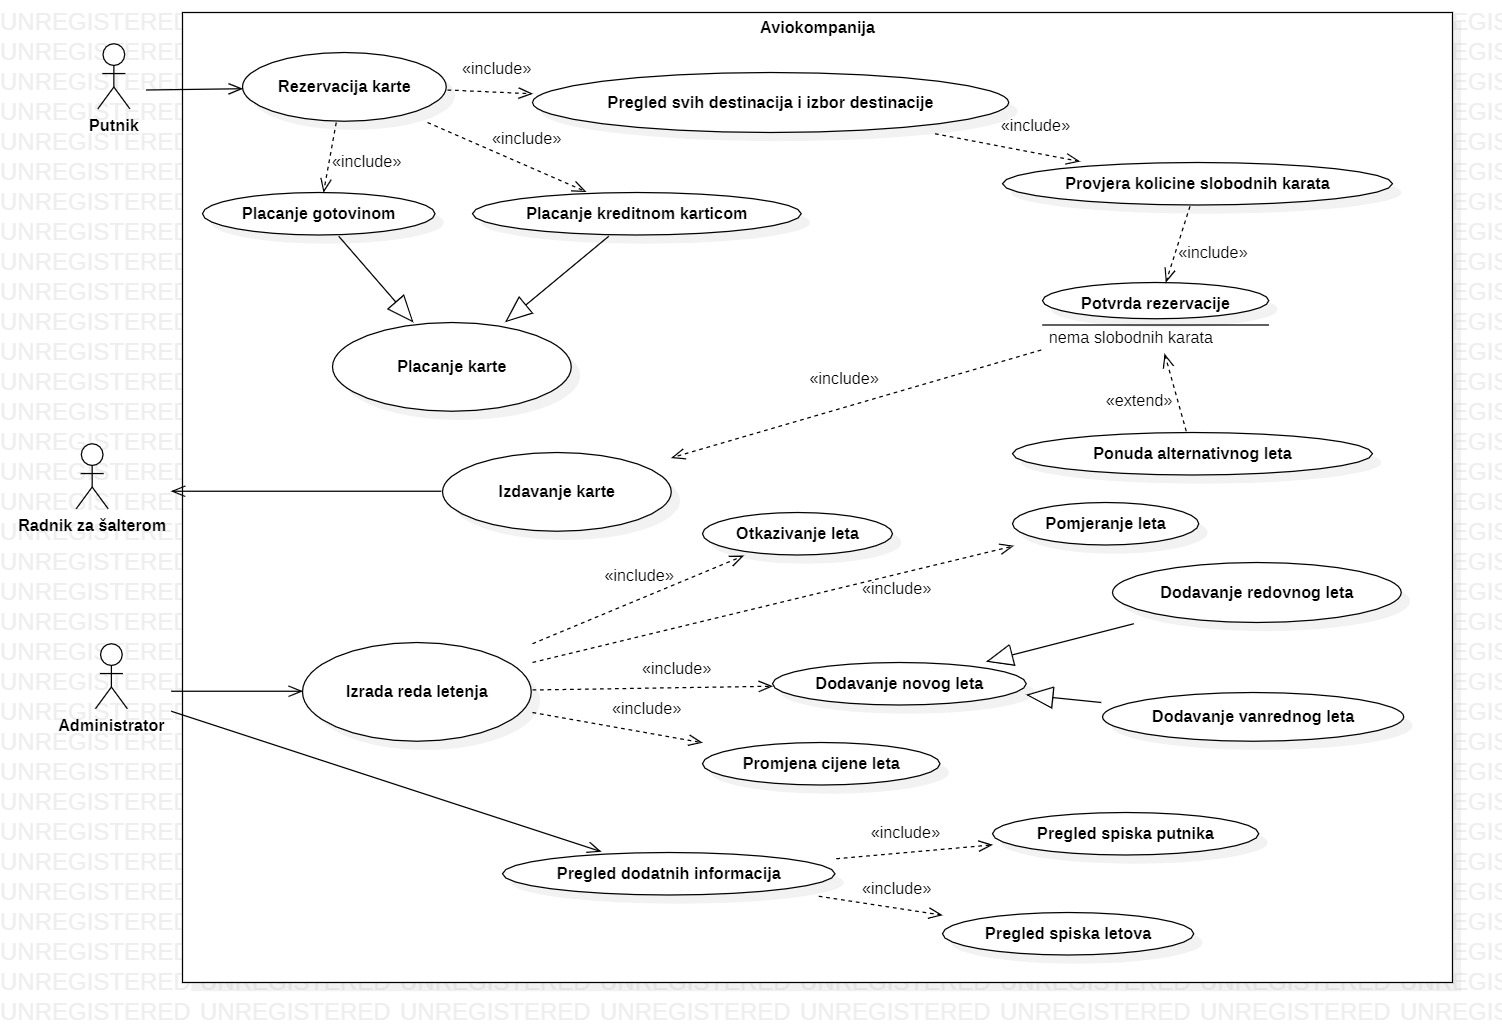 Aviokompanija
Putnik
Rezervacija karte
«include»
Pregled svih destinacija i izbor destinacije
«include»
«include»
«include»
Provjera kolicine slobodnih karata
Placanje gotovinom
Placanje kreditnom karticom
«include»
Potvrda rezervacije
nema slobodnih karata
Placanje karte
«include»
«extend»
Ponuda alternativnog leta
Radnik za šalterom
Izdavanje karte
Otkazivanje leta
Pomjeranje leta
«include»
«include»
Dodavanje redovnog leta
Administrator
Izrada reda letenja
«include»
Dodavanje novog leta
«include»
Dodavanje vanrednog leta
Promjena cijene leta
«include»
Pregled spiska putnika
Pregled dodatnih informacija
«include»
Pregled spiska letova
UNREGISTERED UNREGISTERED UNREGISTERED UNREGISTERED UNREGISTERED UNREGISTERED UNREGISTERED